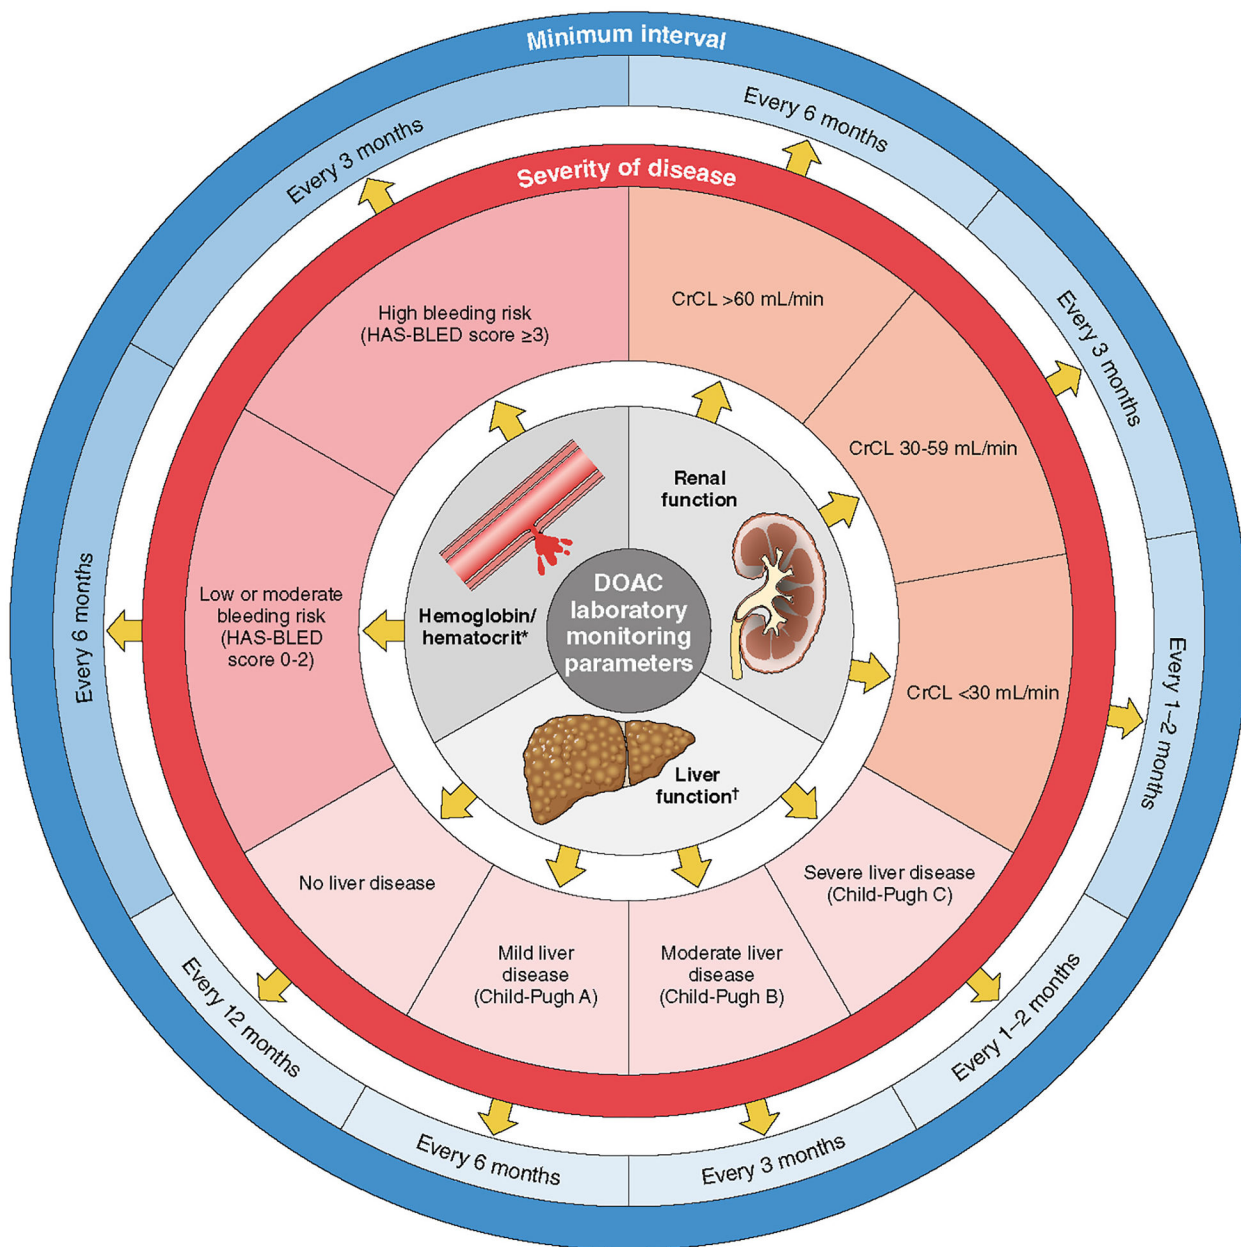 Minimum interval
Every 6 months
Every 3 months
Every 1–2 months
Every 1–2 months
Every 3 months
Every 6 months
Every 12 months
Every 6 months
Every 3 months
Severity of disease
CrCL >60 mL/min
CrCL 30-59 mL/min
CrCL <30 mL/min
Severe liver disease
(Child-Pugh C)
Moderate liver
disease
(Child-Pugh B)
Mild liver
disease
(Child-Pugh A)
No liver disease
Low or moderate
bleeding risk
(HAS-BLED
score 0-2)
High bleeding risk
(HAS-BLED score ≥3)
Renal
function
Liver
function†
Hemoglobin/
hematocrit*
DOAC
laboratory
monitoring
parameters